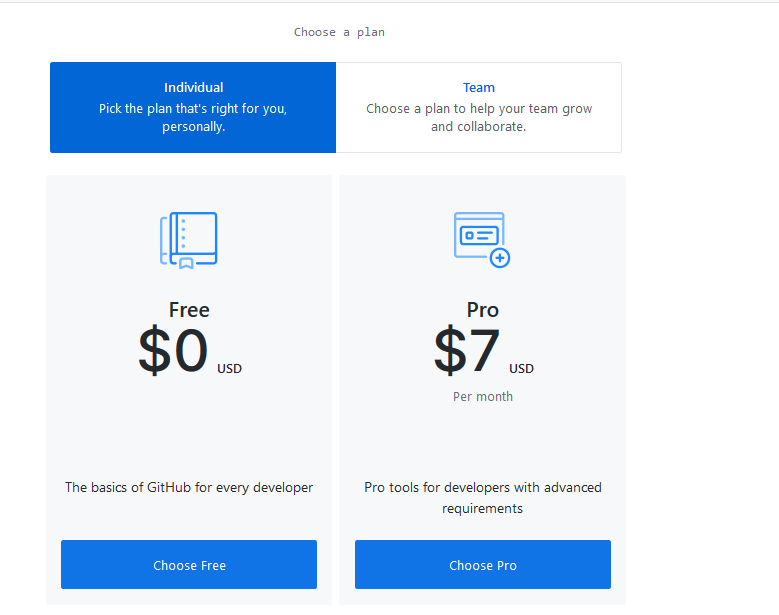 Choose a plan
Individual
Pick the plan that's right for you,
personally.
Team
Choose a plan to help your team grow
and collaborate.
Free
$0 USD
The basics of GitHub for every developer
Choose Free
Pro
$7 USD
Per month
Pro tools for developers with advanced
requirements
Choose Pro